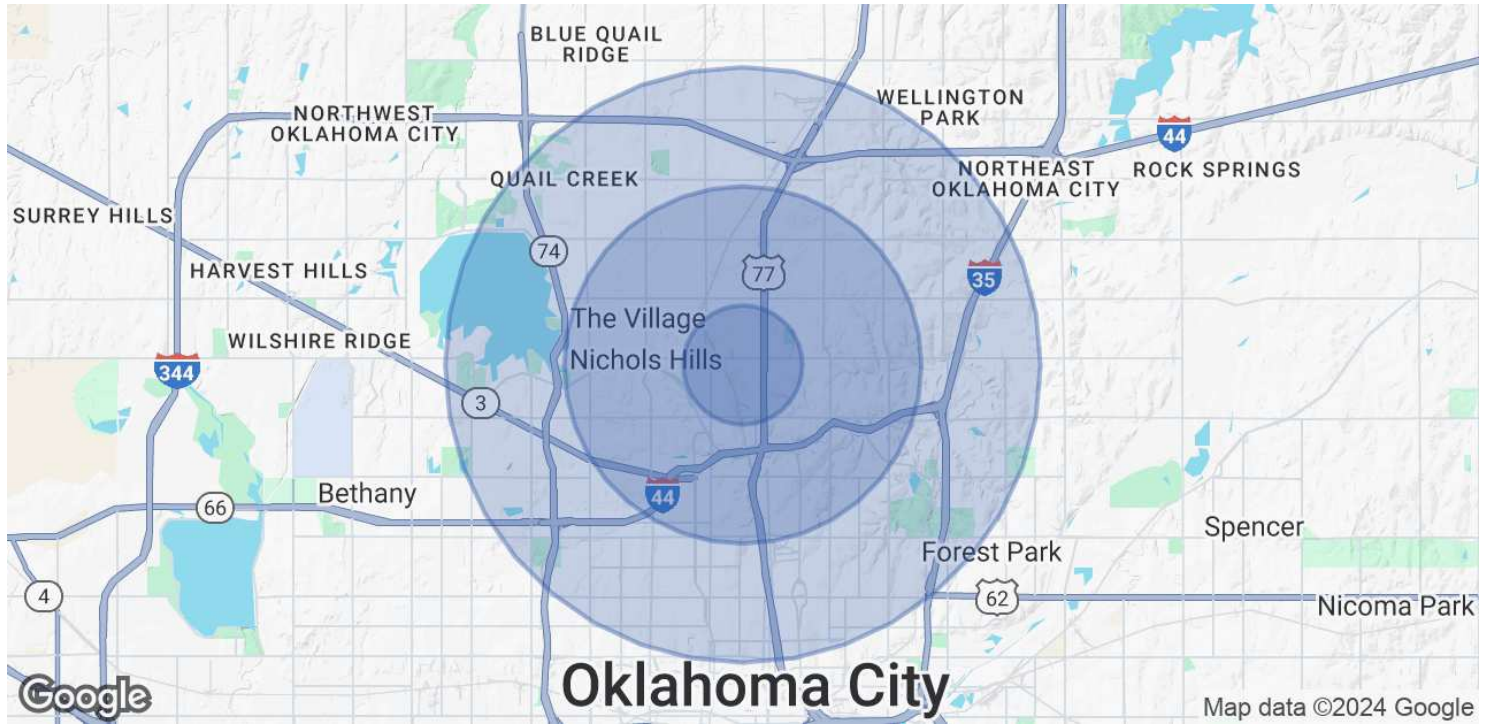 BLUE QUAIL
RIDGE
NORTHWEST
OKLAHOMA CITY
WELLINGTON
PARK
44
NORTHEAST
OKLAHOMA CITY
ROCK SPRINGS
QUAIL CREEK
SURREY HILLS
74
HARVEST HILLS
77
35
The Village
WILSHIRE RIDGE
Nichols Hills
344
3
44
Bethany
66
Spencer
Forest Park
4
62
Nicoma Park
Oklahoma City
Google
Map data ©2024 Google